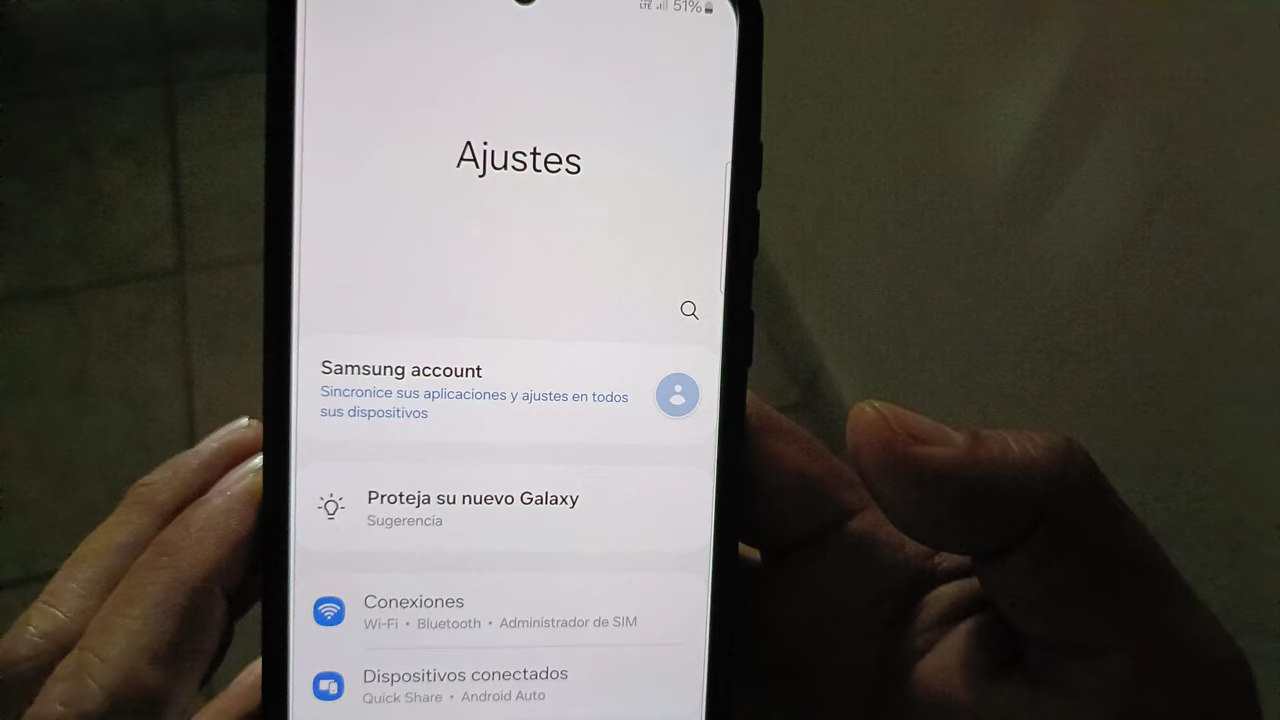 LTE 51%
Ajustes
Samsung account
Sincronice sus aplicaciones y ajustes en todos
sus dispositivos
Proteja su nuevo Galaxy
Sugerencia
Conexiones
Wi-Fi • Bluetooth • Administrador de SIM
Dispositivos conectados
Quick Share • Android Auto